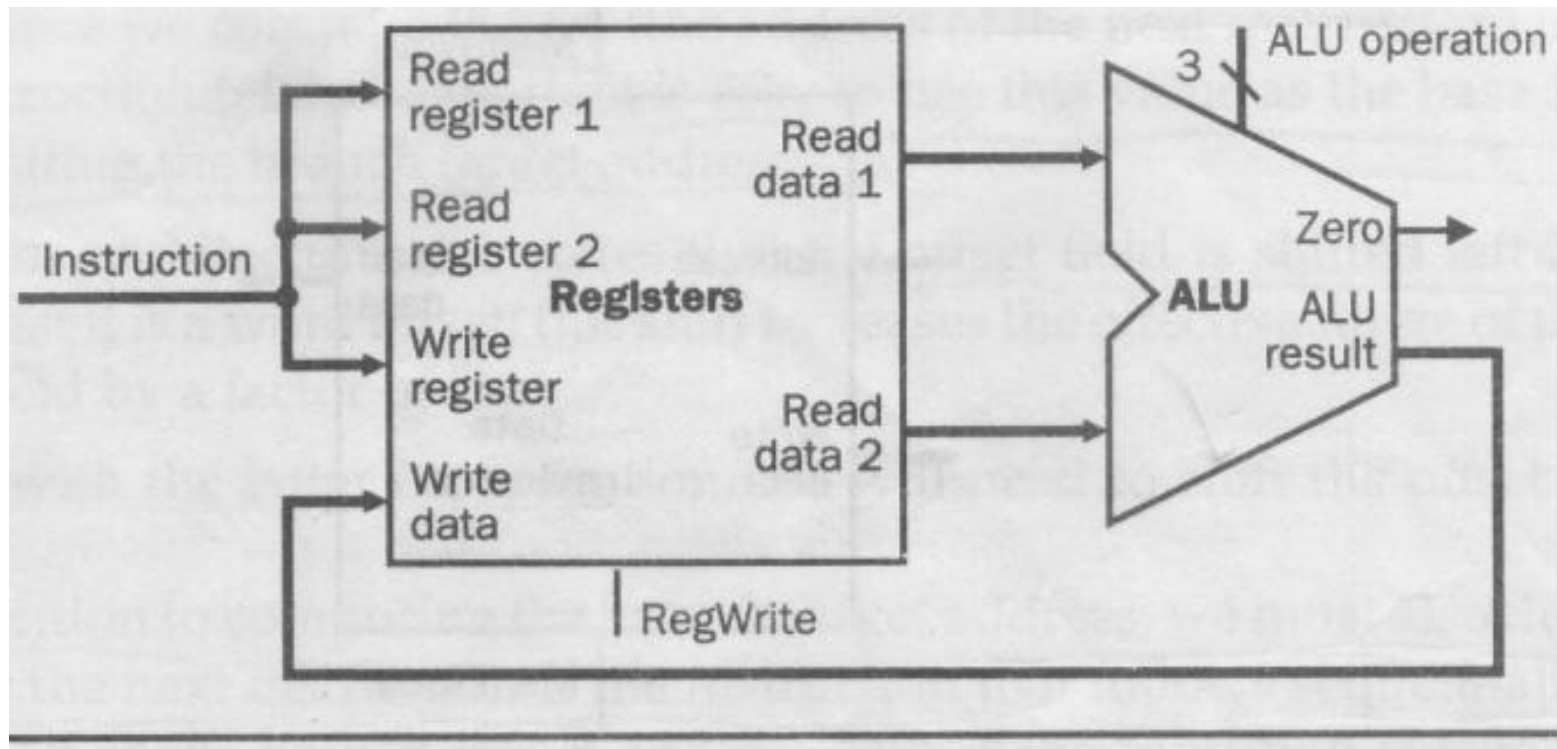 Read
register 1
Read
register 2
Write
register
Write
data
Instruction
Registers
Read
data 1
Read
data 2
RegWrite
3
ALU operation
Zero
ALU
ALU
result